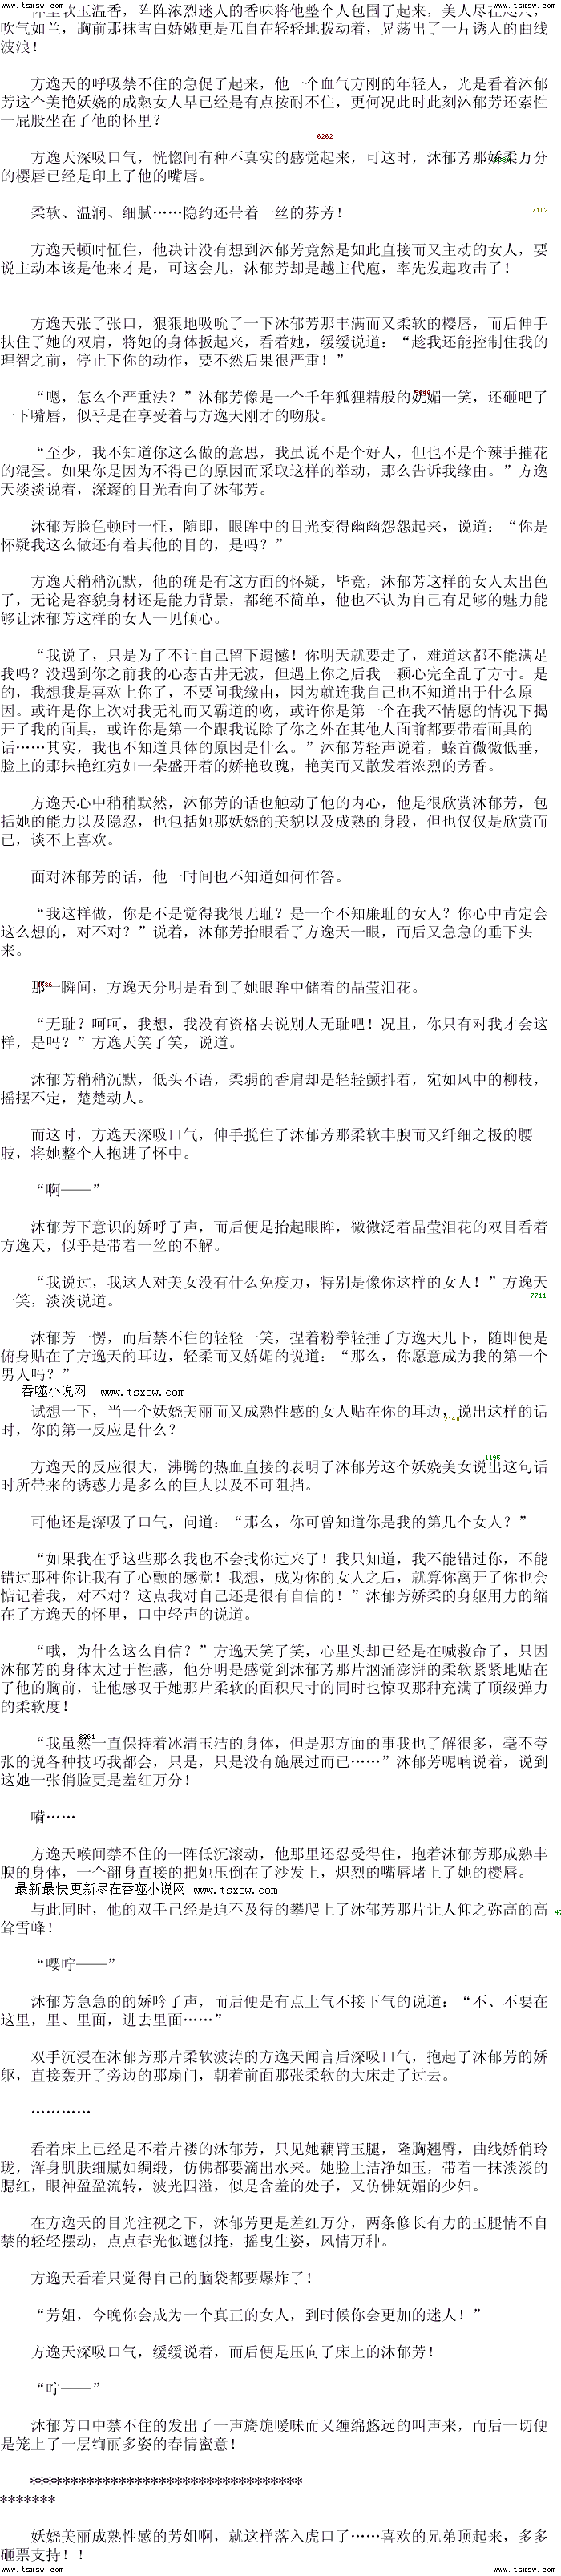 www.tsxsw.com www.tsxsw.com
吹气如兰，胸前那抹雪白娇嫩更是兀自在轻轻地拨动着，晃荡出了一片诱人的曲线
波浪！
方逸天的呼吸禁不住的急促了起来，他一个血气方刚的年轻人，光是看着沐郁
芳这个美艳妖娆的成熟女人早已经是有点按耐不住，更何况此时此刻沐郁芳还索性
一屁股坐在了他的怀里？
6262
方逸天深吸口气，恍惚间有种不真实的感觉起来，可这时，沐郁芳那娇柔万分
的樱唇已经是印上了他的嘴唇。
柔软、温润、细腻……隐约还带着一丝的芬芳！
7102
方逸天顿时怔住，他决计没有想到沐郁芳竟然是如此直接而又主动的女人，要
说主动本该是他来才是，可这会儿，沐郁芳却是越主代庖，率先发起攻击了！
方逸天张了张口，狠狠地吸吮了一下沐郁芳那丰满而又柔软的樱唇，而后伸手
扶住了她的双肩，将她的身体扳起来，看着她，缓缓说道：“趁我还能控制住我的
理智之前，停止下你的动作，要不然后果很严重！”
“嗯，怎么个严重法？”沐郁芳像是一个千年狐狸精般的妩媚一笑，还砸吧了
一下嘴唇，似乎是在享受着与方逸天刚才的吻般。
“至少，我不知道你这么做的意思，我虽说不是个好人，但也不是个辣手摧花
的混蛋。如果你是因为不得已的原因而采取这样的举动，那么告诉我缘由。”方逸
天淡淡说着，深邃的目光看向了沐郁芳。
沐郁芳脸色顿时一怔，随即，眼眸中的目光变得幽幽怨怨起来，说道：“你是
怀疑我这么做还有着其他的目的，是吗？”
方逸天稍稍沉默，他的确是有这方面的怀疑，毕竟，沐郁芳这样的女人太出色
了，无论是容貌身材还是能力背景，都绝不简单，他也不认为自己有足够的魅力能
够让沐郁芳这样的女人一见倾心。
“我说了，只是为了不让自己留下遗憾！你明天就要走了，难道这都不能满足
我吗？没遇到你之前我的心态古井无波，但遇上你之后我一颗心完全乱了方寸。是
的，我想我是喜欢上你了，不要问我缘由，因为就连我自己也不知道出于什么原
因。或许是你上次对我无礼而又霸道的吻，或许你是第一个在我不情愿的情况下揭
开了我的面具，或许你是第一个跟我说除了你之外在其他人面前都要带着面具的
话……其实，我也不知道具体的原因是什么。”沐郁芳轻声说着，螓首微微低垂，
脸上的那抹艳红宛如一朵盛开着的娇艳玫瑰，艳美而又散发着浓烈的芳香。
方逸天心中稍稍默然，沐郁芳的话也触动了他的内心，他是很欣赏沐郁芳，包
括她的能力以及隐忍，也包括她那妖娆的美貌以及成熟的身段，但也仅仅是欣赏而
已，谈不上喜欢。
面对沐郁芳的话，他一时间也不知道如何作答。
“我这样做，你是不是觉得我很无耻？是一个不知廉耻的女人？你心中肯定会
这么想的，对不对？”说着，沐郁芳抬眼看了方逸天一眼，而后又急急的垂下头
来。
那一瞬间，方逸天分明是看到了她眼眸中储着的晶莹泪花。
“无耻？呵呵，我想，我没有资格去说别人无耻吧！况且，你只有对我才会这
样，是吗？”方逸天笑了笑，说道。
沐郁芳稍稍沉默，低头不语，柔弱的香肩却是轻轻颤抖着，宛如风中的柳枝，
摇摆不定，楚楚动人。
而这时，方逸天深吸口气，伸手揽住了沐郁芳那柔软丰腴而又纤细之极的腰
肢，将她整个人抱进了怀中。
“啊——”
沐郁芳下意识的娇呼了声，而后便是抬起眼眸，微微泛着晶莹泪花的双目看着
方逸天，似乎是带着一丝的不解。
“我说过，我这人对美女没有什么免疫力，特别是像你这样的女人！”方逸天
一笑，淡淡说道。
7711
沐郁芳一愣，而后禁不住的轻轻一笑，捏着粉拳轻捶了方逸天几下，随即便是
俯身贴在了方逸天的耳边，轻柔而又娇媚的说道：“那么，你愿意成为我的第一个
男人吗？”
吞噬小说网 www.tsxsw.com
试想一下，当一个妖娆美丽而又成熟性感的女人贴在你的耳边，说出这样的话
时，你的第一反应是什么？
2140
1195
方逸天的反应很大，沸腾的热血直接的表明了沐郁芳这个妖娆美女说出这句话
时所带来的诱惑力是多么的巨大以及不可阻挡。
可他还是深吸了口气，问道：“那么，你可曾知道你是我的第几个女人？”
“如果我在乎这些那么我也不会找你过来了！我只知道，我不能错过你，不能
错过那种你让我有了心颤的感觉！我想，成为你的女人之后，就算你离开了你也会
惦记着我，对不对？这点我对自己还是很有自信的！”沐郁芳娇柔的身躯用力的缩
在了方逸天的怀里，口中轻声的说道。
“哦，为什么这么自信？”方逸天笑了笑，心里头却已经是在喊救命了，只因
沐郁芳的身体太过于性感，他分明是感觉到沐郁芳那片汹涌澎湃的柔软紧紧地贴在
了他的胸前，让他感叹于她那片柔软的面积尺寸的同时也惊叹那种充满了顶级弹力
的柔软度！
“我虽然一直保持着冰清玉洁的身体，但是那方面的事我也了解很多，毫不夸
张的说各种技巧我都会，只是，只是没有施展过而已……”沐郁芳呢喃说着，说到
这她一张俏脸更是羞红万分！
嗬……
方逸天喉间禁不住的一阵低沉滚动，他那里还忍受得住，抱着沐郁芳那成熟丰
腴的身体，一个翻身直接的把她压倒在了沙发上，炽烈的嘴唇堵上了她的樱唇。
最新最快更新尽在吞噬小说网 www.tsxsw.com
与此同时，他的双手已经是迫不及待的攀爬上了沐郁芳那片让人仰之弥高的高
耸雪峰！
“嘤咛——”
沐郁芳急急的的娇吟了声，而后便是有点上气不接下气的说道：“不、不要在
这里，里、里面，进去里面……”
双手沉浸在沐郁芳那片柔软波涛的方逸天闻言后深吸口气，抱起了沐郁芳的娇
躯，直接轰开了旁边的那扇门，朝着前面那张柔软的大床走了过去。
…………
看着床上已经是不着片褛的沐郁芳，只见她藕臂玉腿，隆胸翘臀，曲线娇俏玲
珑，浑身肌肤细腻如绸缎，仿佛都要滴出水来。她脸上洁净如玉，带着一抹淡淡的
腮红，眼神盈盈流转，波光四溢，似是含羞的处子，又仿佛妩媚的少妇。
在方逸天的目光注视之下，沐郁芳更是羞红万分，两条修长有力的玉腿情不自
禁的轻轻摆动，点点春光似遮似掩，摇曳生姿，风情万种。
方逸天看着只觉得自己的脑袋都要爆炸了！
“芳姐，今晚你会成为一个真正的女人，到时候你会更加的迷人！”
方逸天深吸口气，缓缓说着，而后便是压向了床上的沐郁芳！
“咛——”
沐郁芳口中禁不住的发出了一声旖旎暧昧而又缠绵悠远的叫声来，而后一切便
是笼上了一层绚丽多姿的春情蜜意！
**********************************
*******
妖娆美丽成熟性感的芳姐啊，就这样落入虎口了……喜欢的兄弟顶起来，多多
砸票支持！！
www.tsxsw.com www.tsxsw.com